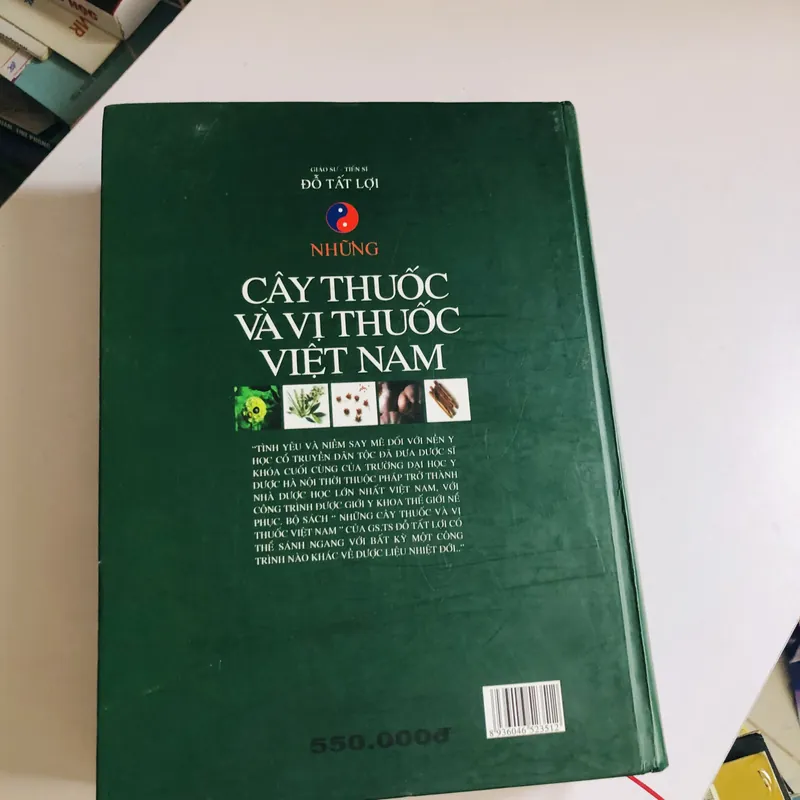 GIÁO SƯ . TIẾN SĨ
ĐỖ TẤT LỢI
NHỮNG
CÂY THUỐC
VÀ VỊ THUỐC
VIỆT NAM
"TÌNH YÊU VÀ NIỀM SAY MÊ ĐỐI VỚI NỀN Y
HỌC CỔ TRUYỀN DÂN TỘC ĐÃ ĐƯA DƯỢC SĨ
KHÓA CUỐI CÙNG CỦA TRƯỜNG ĐẠI HỌC Y
DƯỢC HÀ NỘI THỜI THUỘC PHÁP TRỞ THÀNH
NHÀ DƯỢC HỌC LỚN NHẤT VIỆT NAM, VỚI
CÔNG TRÌNH ĐƯỢC GIỚI Y KHOA THẾ GIỚI NỂ
PHỤC. BỘ SÁCH " NHỮNG CÂY THUỐC VÀ VỊ
THUỐC VIỆT NAM " CỦA GS.TS ĐỖ TẤT LỢI CÓ
THỂ SÁNH NGANG VỚI BẤT KỲ MỘT CÔNG
TRÌNH NÀO KHÁC VỀ DƯỢC LIỆU NHIỆT ĐỚI.."
8 936046 523512
550.000đ